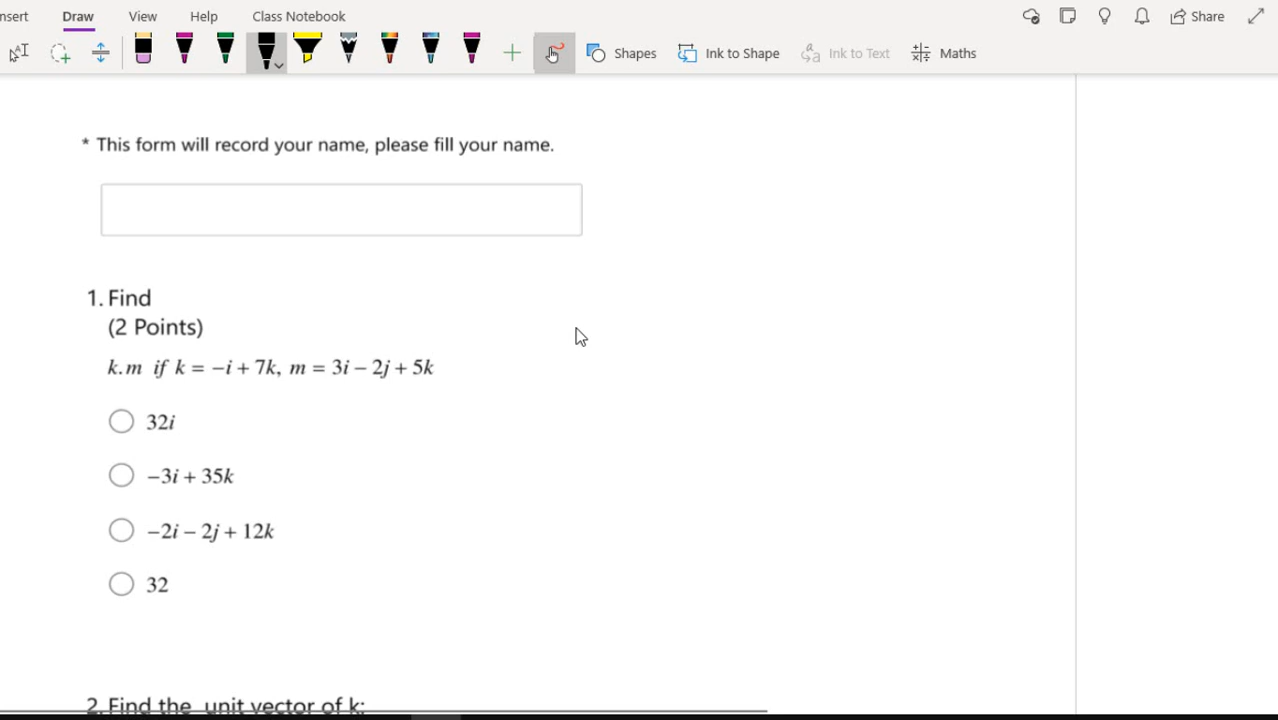 nsert Draw View Help Class Notebook Share
Shapes Ink to Shape Ink to Text Maths
* This form will record your name, please fill your name.
1. Find
(2 Points)
k.m if k = −i + 7k, m = 3i − 2j + 5k
32i
−3i + 35k
−2i − 2j + 12k
32
2. Find the unit vector of k: